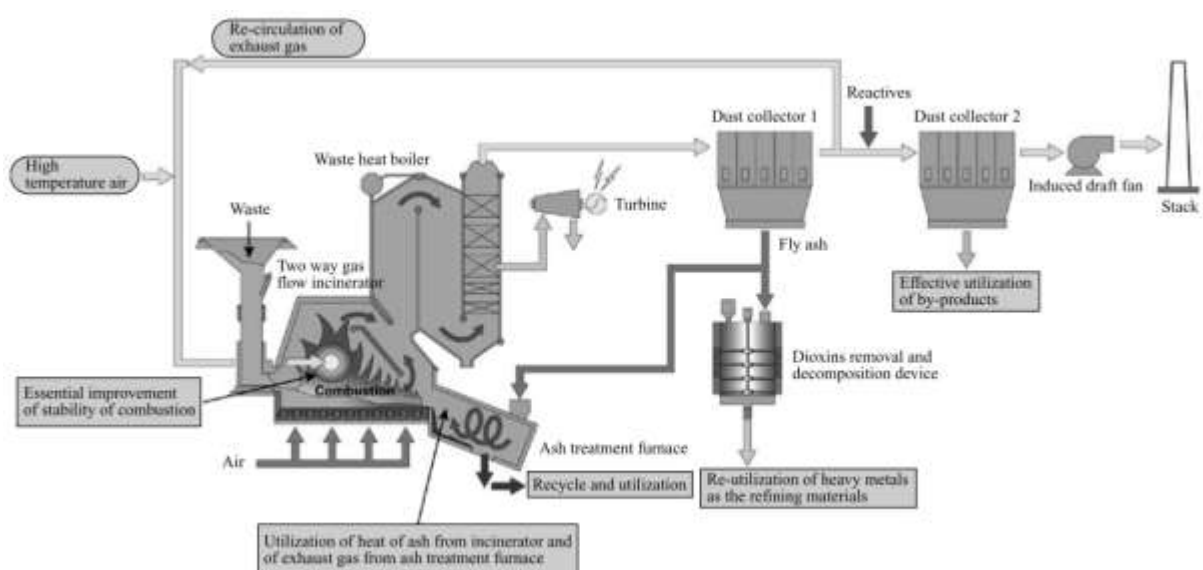 Re-circulation of
exhaust gas
Reactives
Dust collector 1
Dust collector 2
High
temperature air
Waste heat boiler
Turbine
Induced draft fan
Stack
Waste
Two way gas
flow incinerator
Fly ash
Effective utilization
of by-products
Dioxins removal and
decomposition device
Essential improvement
of stability of combustion
Combustion
Air
Ash treatment furnace
Recycle and utilization
Re-utilization of heavy metals
as the refining materials
Utilization of heat of ash from incinerator and
of exhaust gas from ash treatment furnace